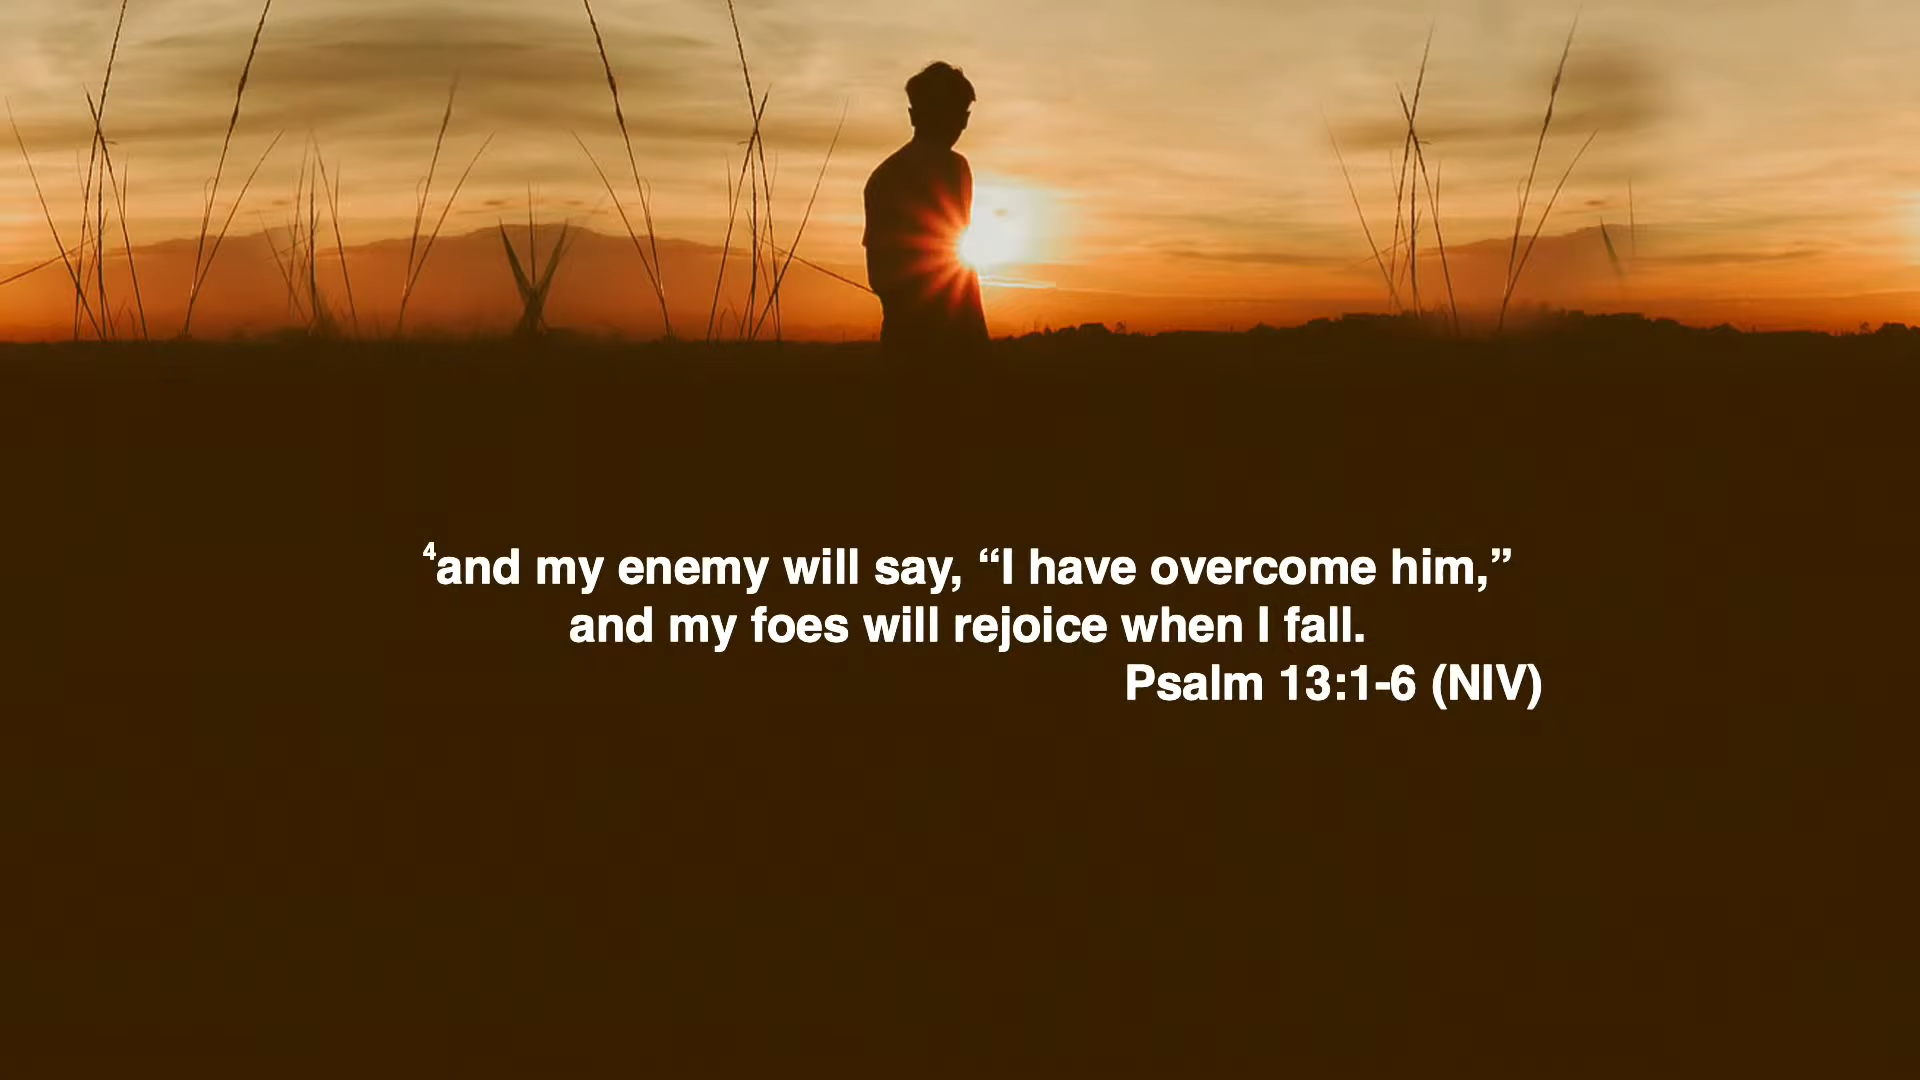 ⁴and my enemy will say, “I have overcome him,”
and my foes will rejoice when I fall.
Psalm 13:1-6 (NIV)